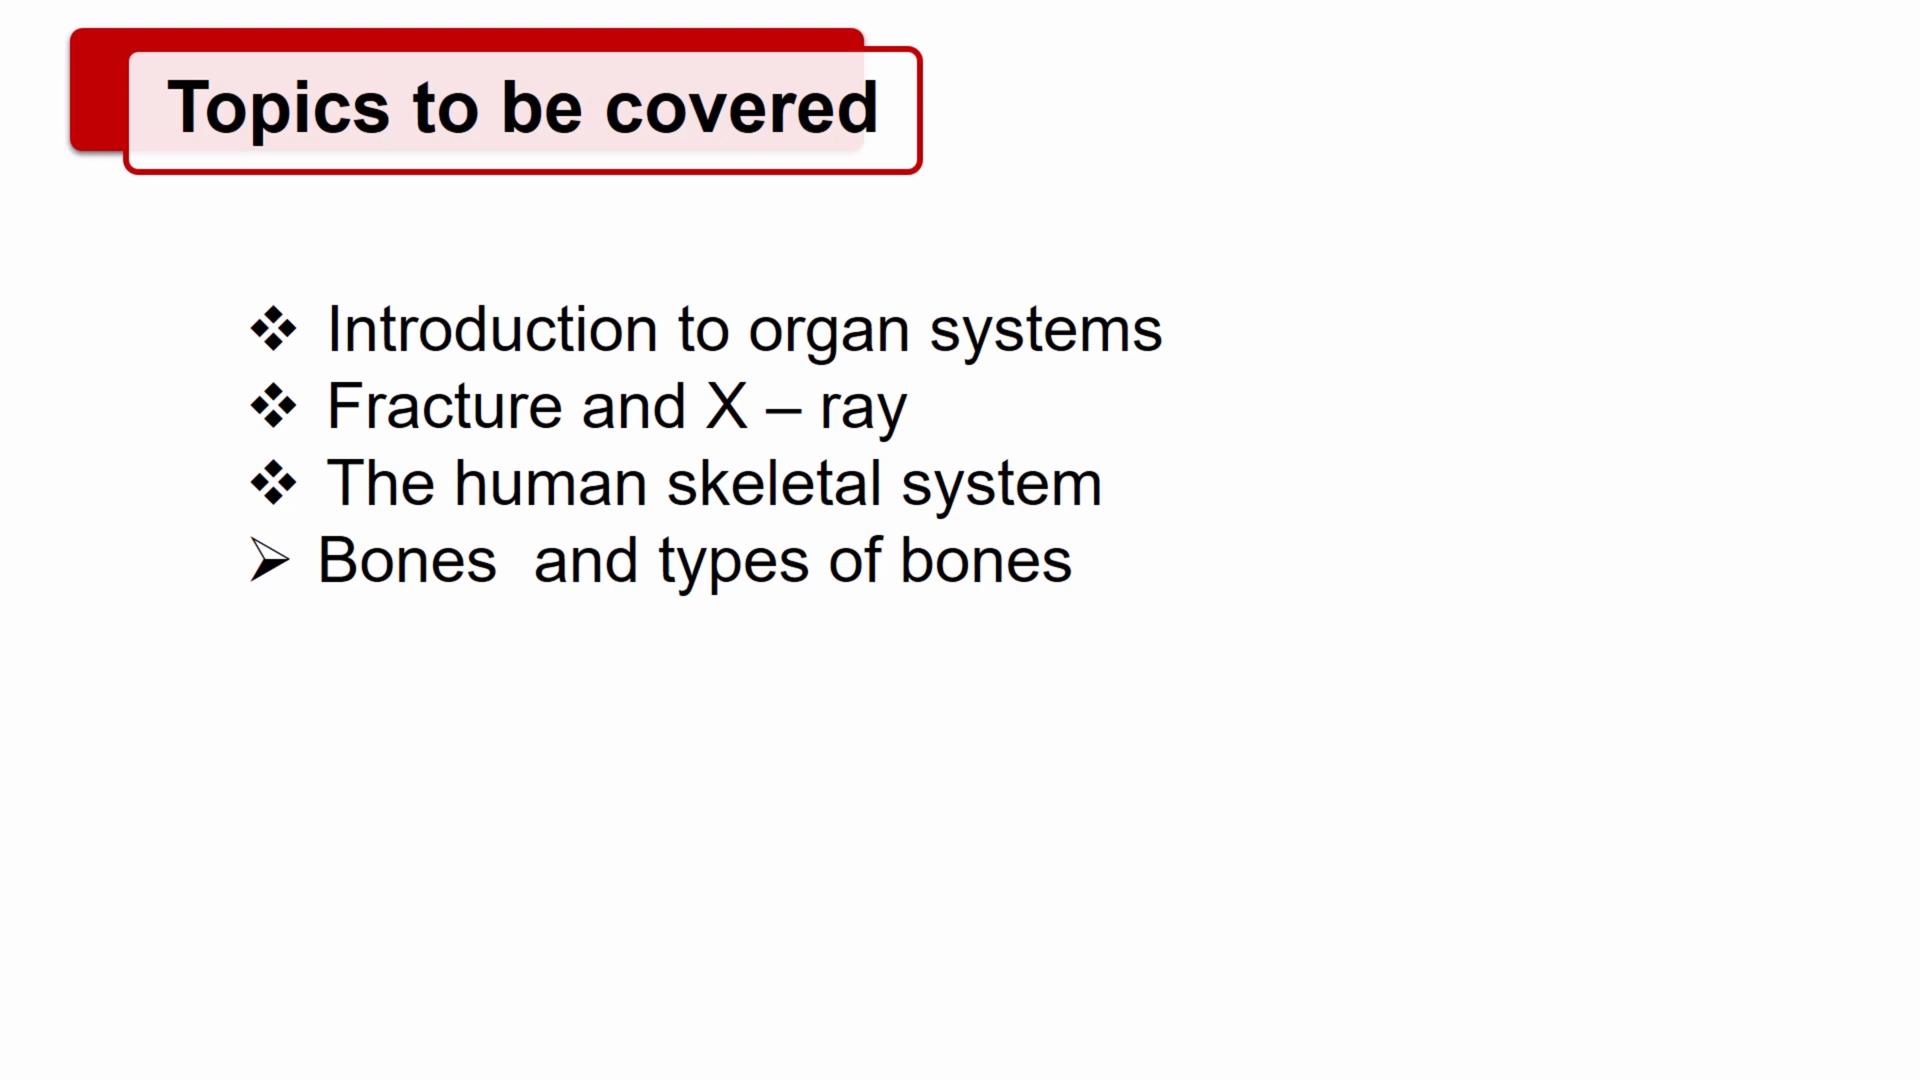 Topics to be covered
❖ Introduction to organ systems
❖ Fracture and X – ray
❖ The human skeletal system
➢ Bones  and types of bones